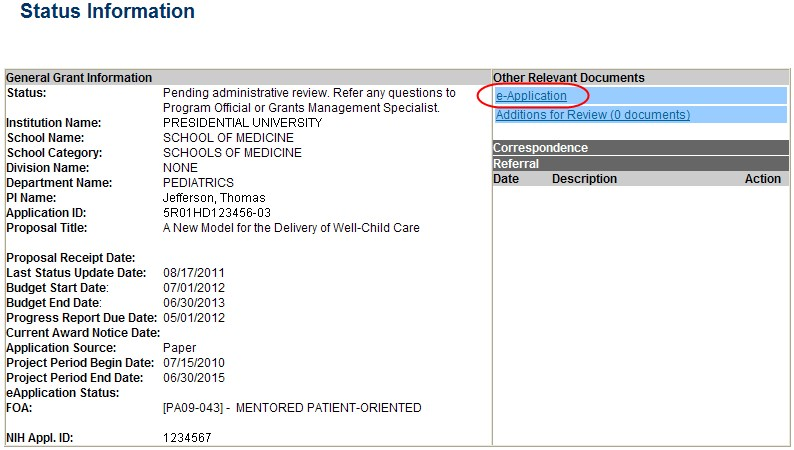 Status Information
General Grant Information
Status: Pending administrative review. Refer any questions to
Program Official or Grants Management Specialist.
Institution Name: PRESIDENTIAL UNIVERSITY
School Name: SCHOOL OF MEDICINE
School Category: SCHOOLS OF MEDICINE
Division Name: NONE
Department Name: PEDIATRICS
PI Name: Jefferson, Thomas
Application ID: 5R01HD123456-03
Proposal Title: A New Model for the Delivery of Well-Child Care
Proposal Receipt Date:
Last Status Update Date: 08/17/2011
Budget Start Date: 07/01/2012
Budget End Date: 06/30/2013
Progress Report Due Date: 05/01/2012
Current Award Notice Date:
Application Source: Paper
Project Period Begin Date: 07/15/2010
Project Period End Date: 06/30/2015
eApplication Status:
FOA: [PA09-043] - MENTORED PATIENT-ORIENTED
NIH Appl. ID: 1234567
Other Relevant Documents
e-Application
Additions for Review (0 documents)
Correspondence
Referral
Date Description Action